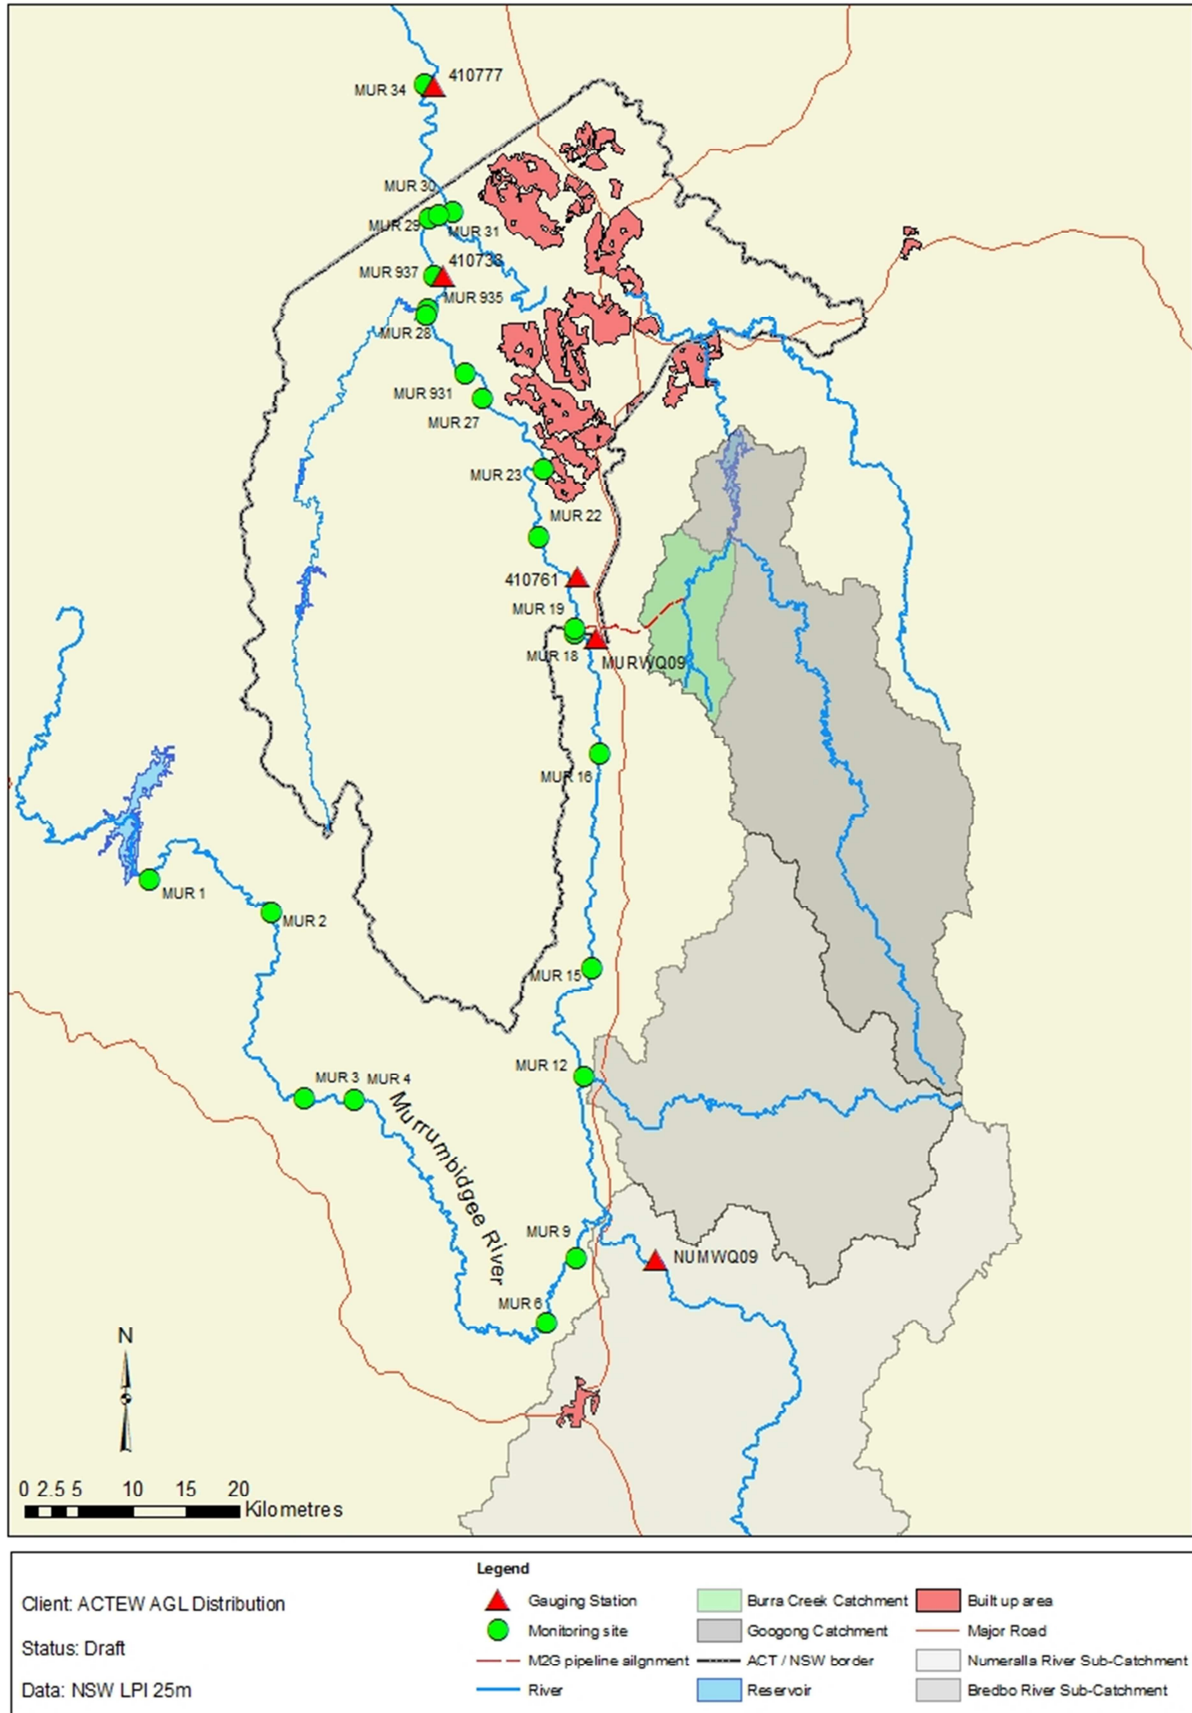 410777
MUR 34
MUR 30
MUR 29
MUR 31
410733
MUR 937
MUR 935
MUR 28
MUR 931
MUR 27
MUR 23
MUR 22
410761
MUR 19
MUR 18
MURWQ09
MUR 16
MUR 1
MUR 2
MUR 15
MUR 12
MUR 3
MUR 4
Murrumbidgee River
MUR 9
NUMWQ09
MUR 6
N
0 2.5 5 10 15 20
Kilometres
Legend
Client: ACTEW AGL Distribution
Status: Draft
Data: NSW LPI 25m
Gauging Station
Monitoring site
M2G pipeline ailgnment
River
Burra Creek Catchment
Googong Catchment
ACT / NSW border
Reservoir
Built up area
Major Road
Numeralla River Sub-Catchment
Bredbo River Sub-Catchment